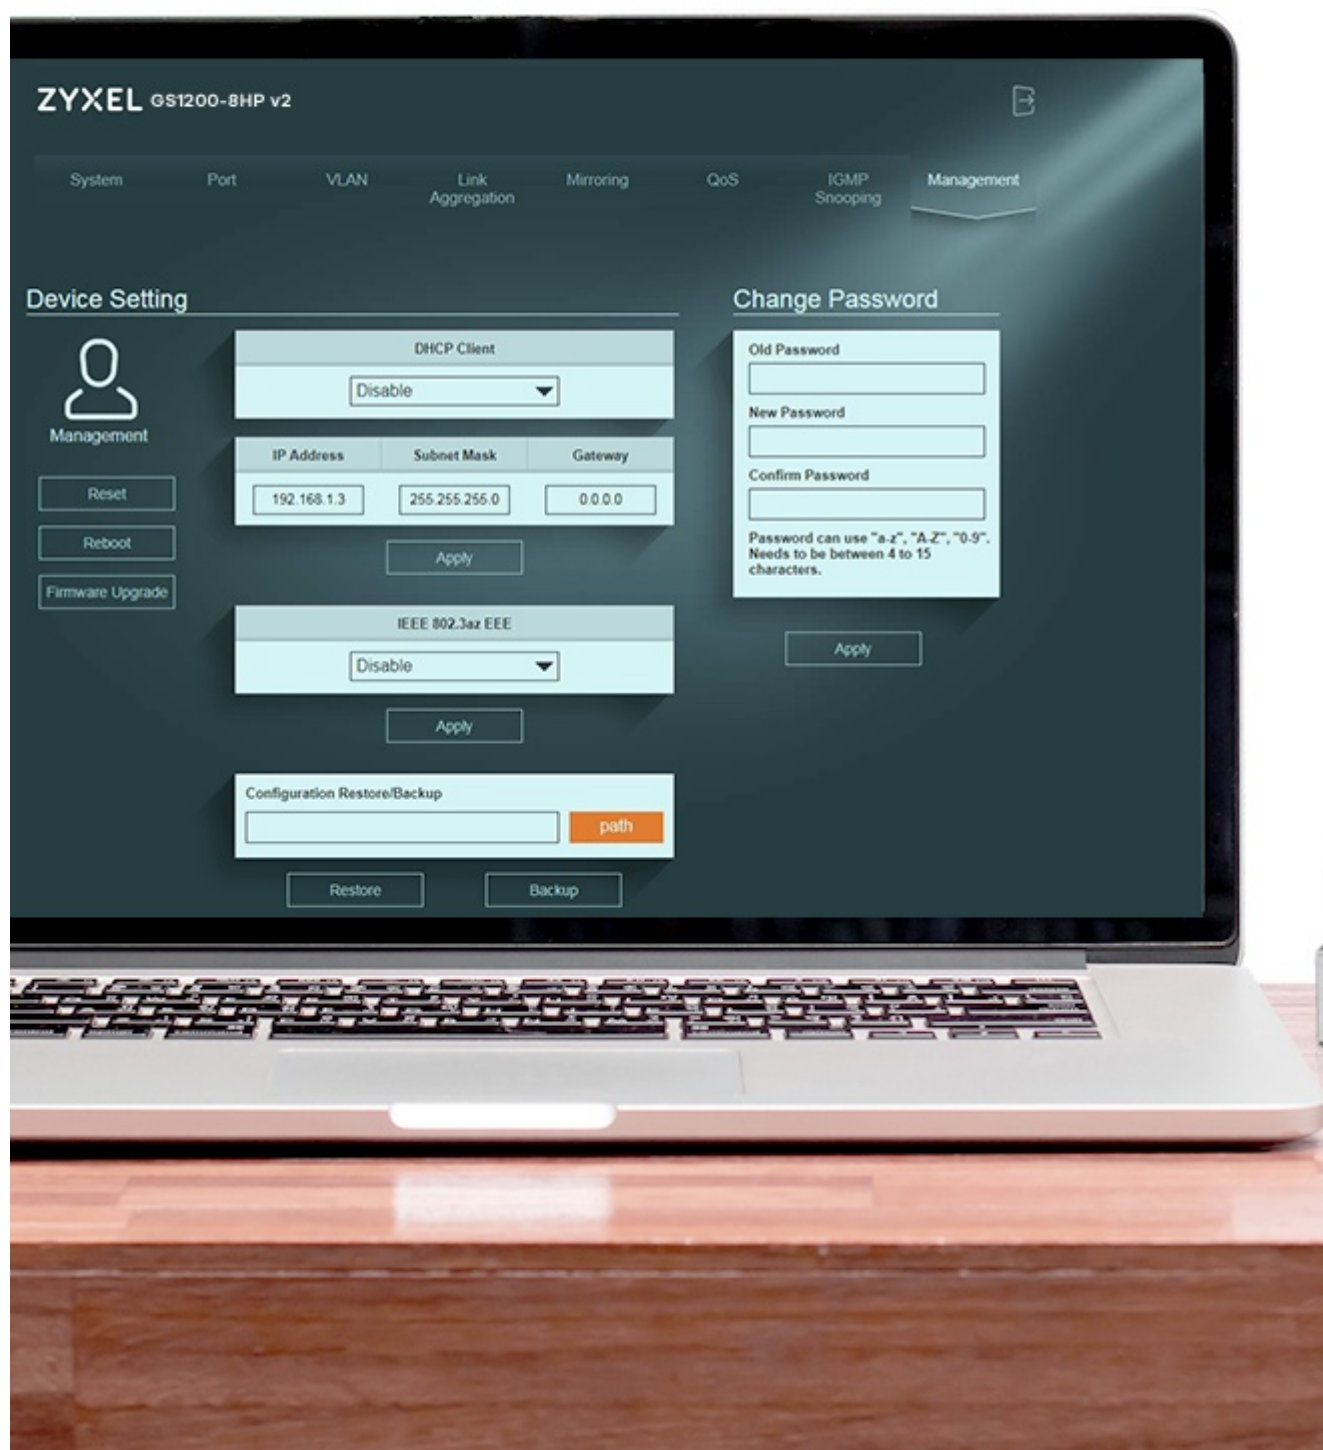 ZYXEL GS1200-8HP v2
System
Port
VLAN
Link
Aggregation
Mirroring
QoS
IGMP
Snooping
Management
Device Setting
Management
Reset
Reboot
Firmware Upgrade
DHCP Client
Disable
IP Address
Subnet Mask
Gateway
192.168.1.3
255.255.255.0
0.0.0.0
Apply
IEEE 802.3az EEE
Disable
Apply
Configuration Restore/Backup
path
Restore
Backup
Change Password
Old Password
New Password
Confirm Password
Password can use "a-z", "A-Z", "0-9".
Needs to be between 4 to 15
characters.
Apply